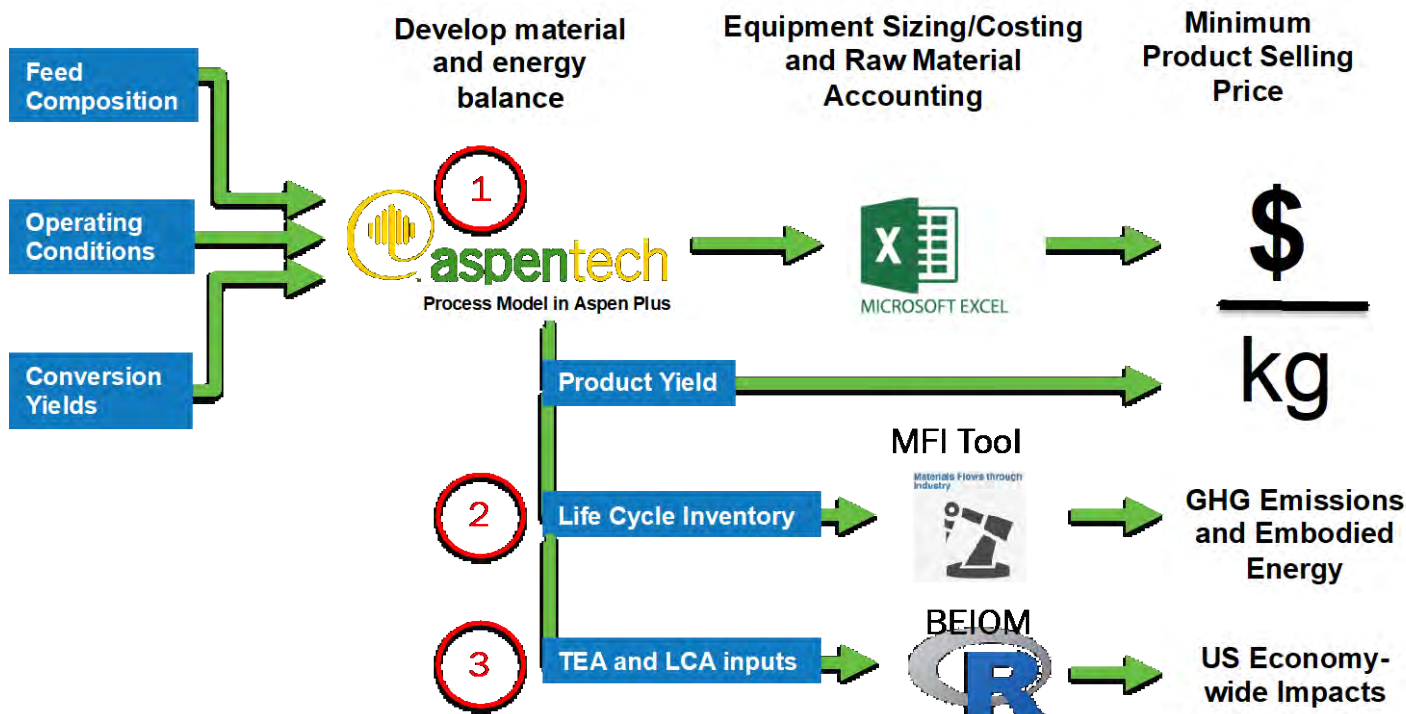 Develop material
and energy
balance
Equipment Sizing/Costing
and Raw Material
Accounting
Minimum
Product Selling
Price
Feed
Composition
Operating
Conditions
Conversion
Yields
1
aspentech
Process Model in Aspen Plus
X
MICROSOFT EXCEL
$
kg
Product Yield
MFI Tool
Materials Flows through
Industry
2
Life Cycle Inventory
GHG Emissions
and Embodied
Energy
BEIOM
3
TEA and LCA inputs
R
US Economy-
wide Impacts